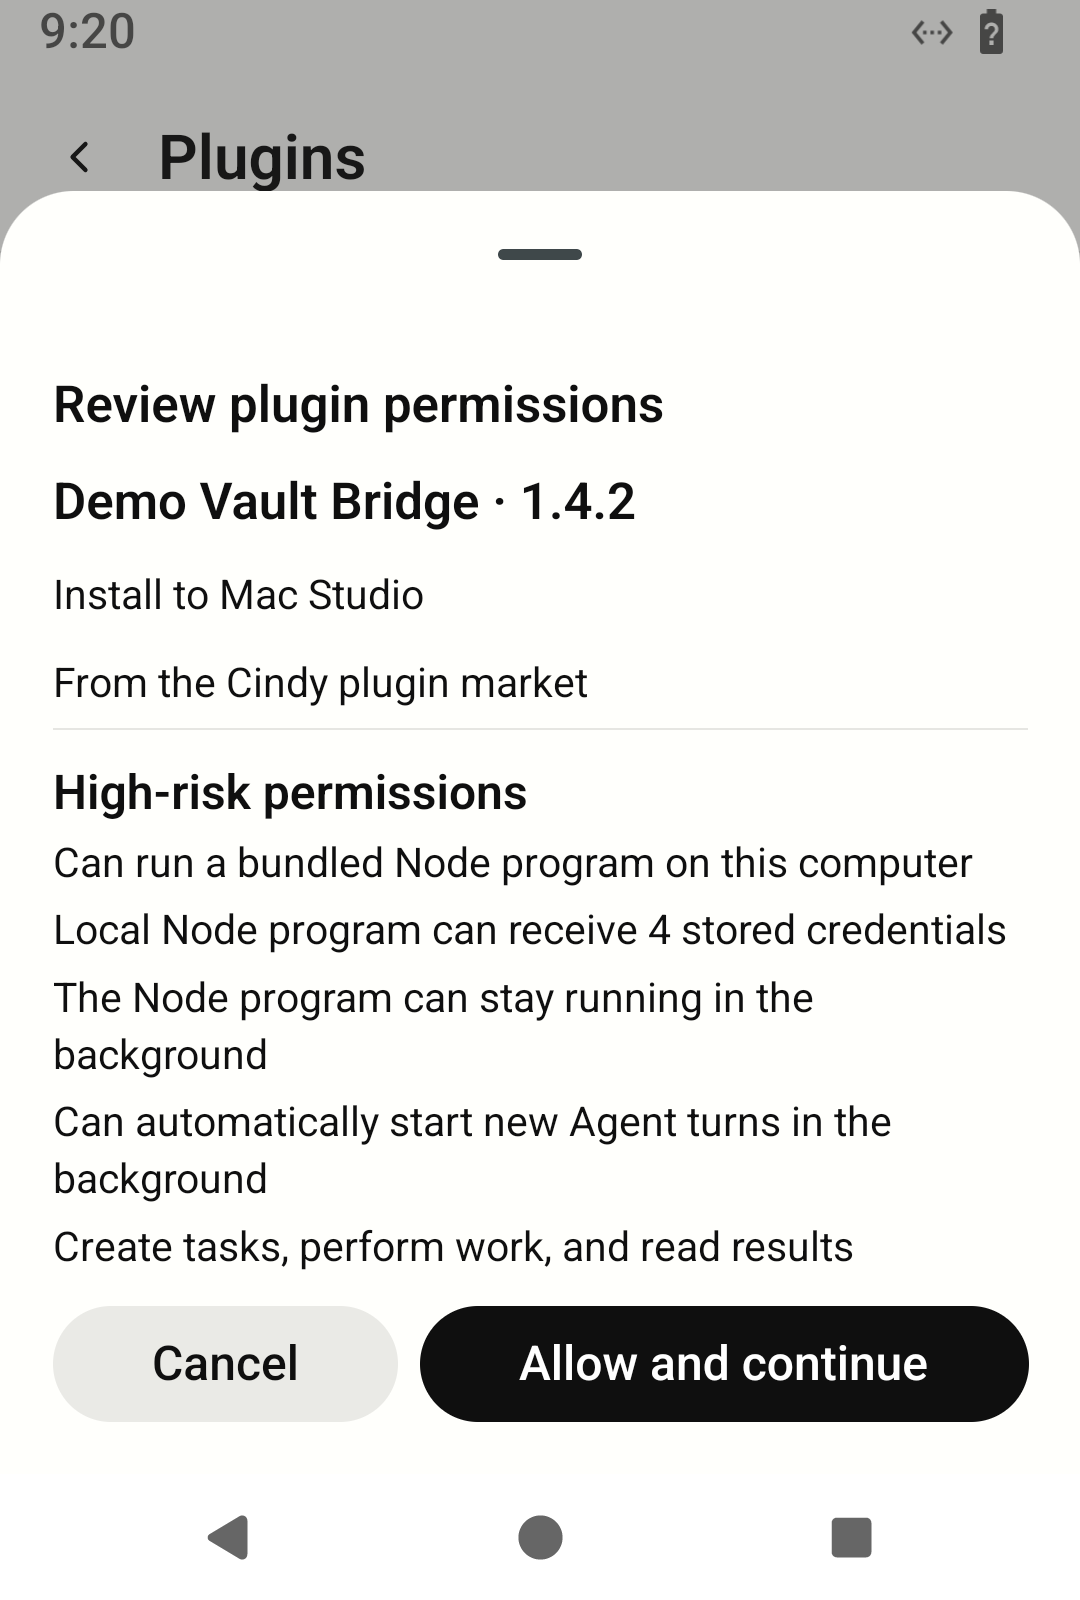 9:20
Plugins
Review plugin permissions
Demo Vault Bridge · 1.4.2
Install to Mac Studio
From the Cindy plugin market
High-risk permissions
Can run a bundled Node program on this computer
Local Node program can receive 4 stored credentials
The Node program can stay running in the
background
Can automatically start new Agent turns in the
background
Create tasks, perform work, and read results
Cancel
Allow and continue